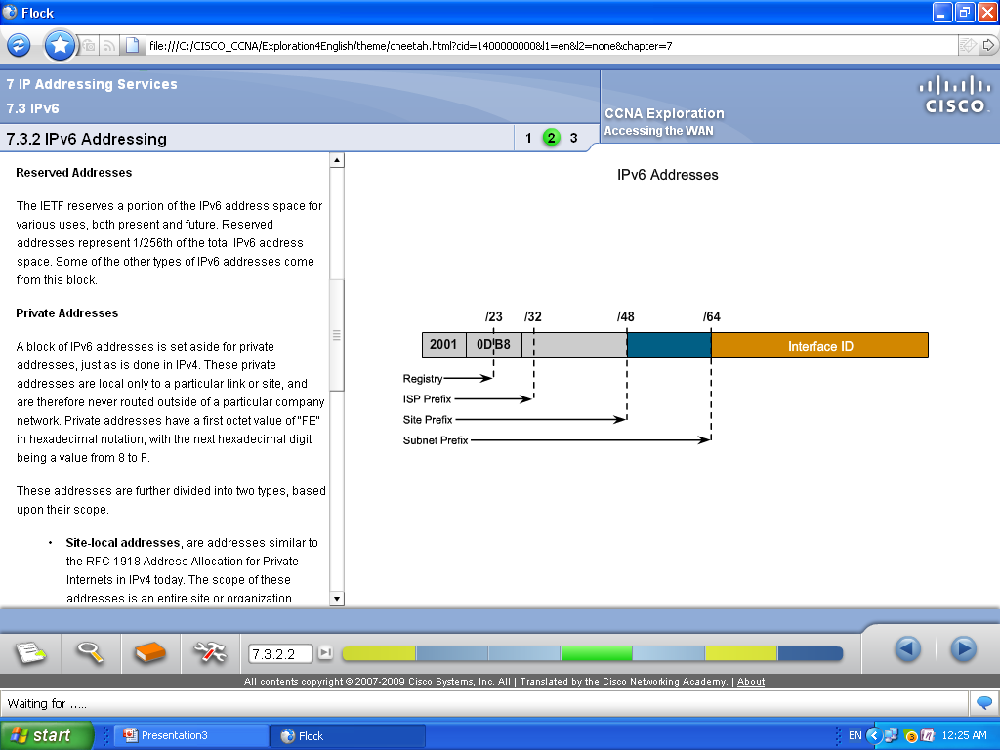 Flock
file:///C:/CISCO_CCNA/Exploration4English/theme/cheetah.html?cid=1400000000&l1=en&l2=none&chapter=7
7 IP Addressing Services
7.3 IPv6
CCNA Exploration
Accessing the WAN
CISCO
7.3.2 IPv6 Addressing
1 2 3
Reserved Addresses
The IETF reserves a portion of the IPv6 address space for
various uses, both present and future. Reserved
addresses represent 1/256th of the total IPv6 address
space. Some of the other types of IPv6 addresses come
from this block.
Private Addresses
A block of IPv6 addresses is set aside for private
addresses, just as is done in IPv4. These private
addresses are local only to a particular link or site, and
are therefore never routed outside of a particular company
network. Private addresses have a first octet value of "FE"
in hexadecimal notation, with the next hexadecimal digit
being a value from 8 to F.
These addresses are further divided into two types, based
upon their scope.
• Site-local addresses, are addresses similar to
the RFC 1918 Address Allocation for Private
Internets in IPv4 today. The scope of these
addresses is an entire site or organization
IPv6 Addresses
/23 /32 /48 /64
2001 0DB8 Interface ID
Registry
ISP Prefix
Site Prefix
Subnet Prefix
7.3.2.2
All contents copyright © 2007-2009 Cisco Systems, Inc. All | Translated by the Cisco Networking Academy. | About
Waiting for .....
start
Presentation3
Flock
EN
12:25 AM